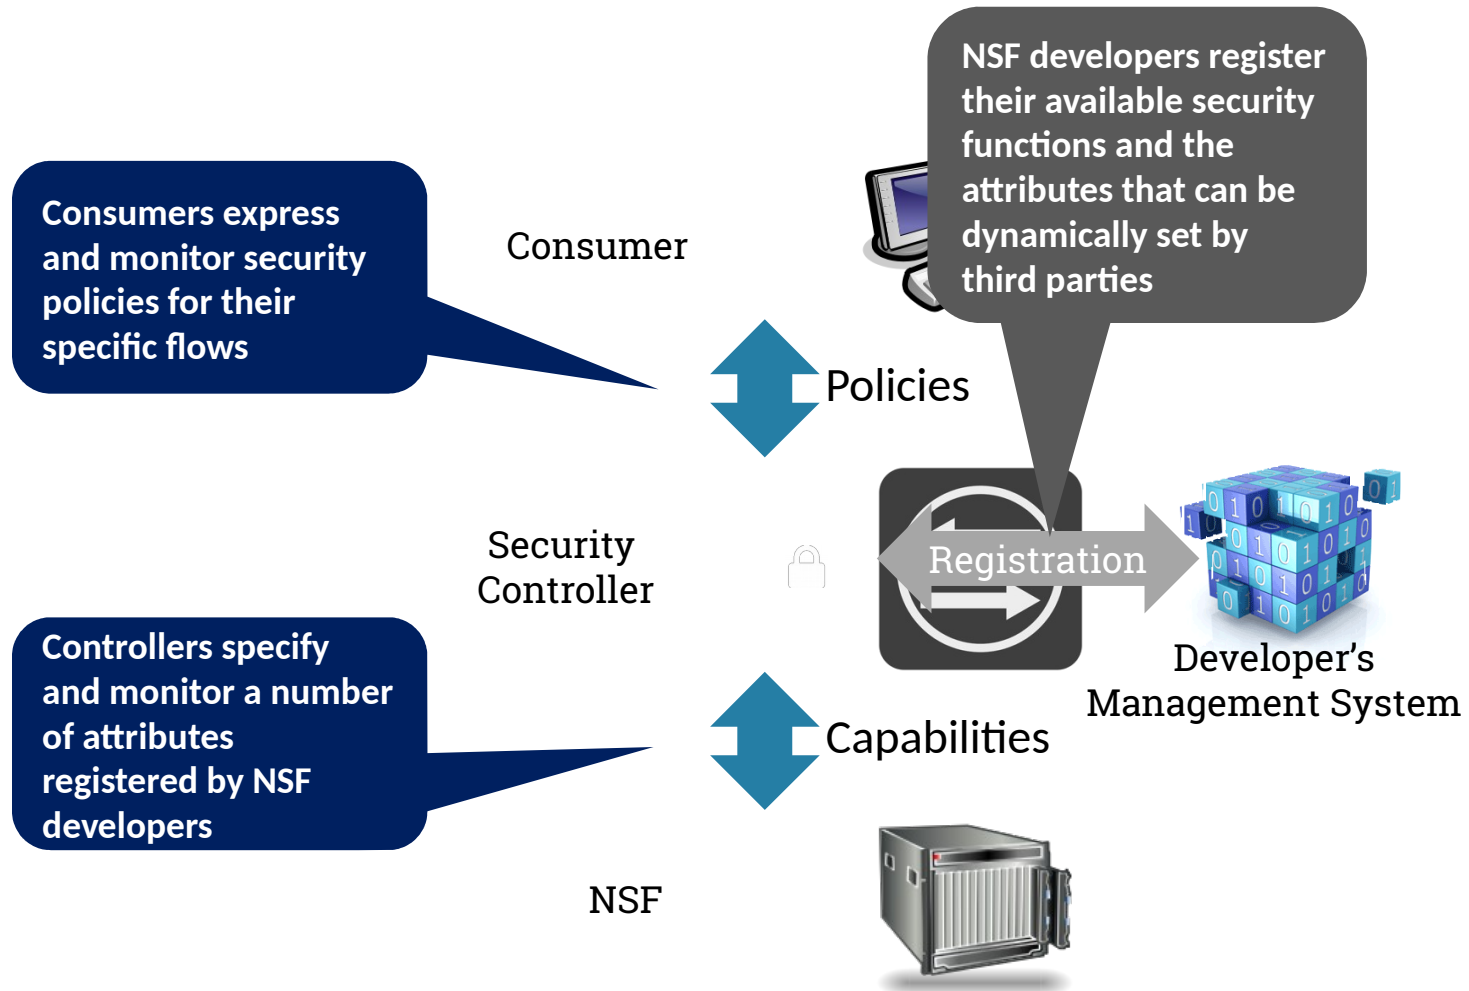 NSF developers register
their available security
functions and the
attributes that can be
dynamically set by
third parties
Consumers express
and monitor security
policies for their
specific flows
Consumer
Policies
Security
Controller
Registration
Developer’s
Management System
Controllers specify
and monitor a number
of attributes
registered by NSF
developers
Capabilities
NSF